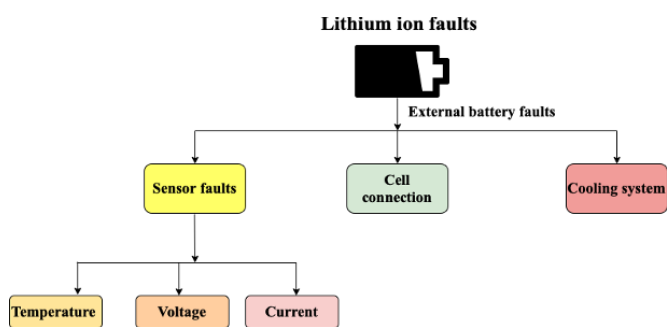 Lithium ion faults
External battery faults
Sensor faults
Cell
connection
Cooling system
Temperature
Voltage
Current